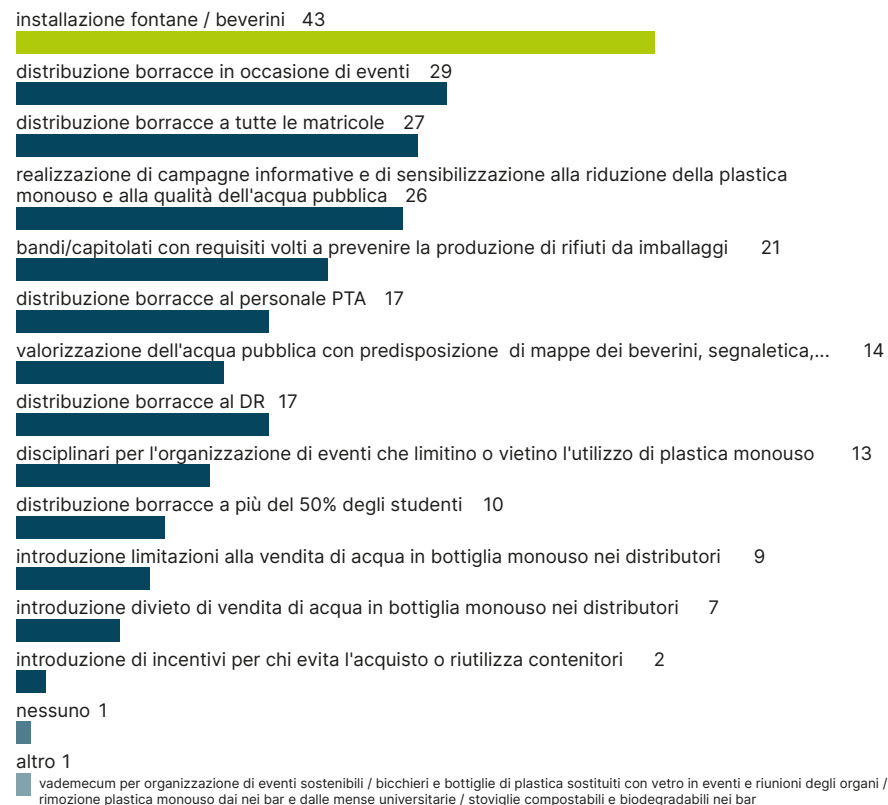 installazione fontane / beverini 43
distribuzione borracce in occasione di eventi 29
distribuzione borracce a tutte le matricole 27
realizzazione di campagne informative e di sensibilizzazione alla riduzione della plastica
monouso e alla qualità dell'acqua pubblica 26
bandi/capitolati con requisiti volti a prevenire la produzione di rifiuti da imballaggi 21
distribuzione borracce al personale PTA 17
valorizzazione dell'acqua pubblica con predisposizione di mappe dei beverini, segnaletica,... 14
distribuzione borracce al DR 17
disciplinari per l'organizzazione di eventi che limitino o vietino l'utilizzo di plastica monouso 13
distribuzione borracce a più del 50% degli studenti 10
introduzione limitazioni alla vendita di acqua in bottiglia monouso nei distributori 9
introduzione divieto di vendita di acqua in bottiglia monouso nei distributori 7
introduzione di incentivi per chi evita l'acquisto o riutilizza contenitori 2
nessuno 1
altro 1
vademecum per organizzazione di eventi sostenibili / bicchieri e bottiglie di plastica sostituiti con vetro in eventi e riunioni degli organi /
rimozione plastica monouso dai nei bar e dalle mense universitarie / stoviglie compostabili e biodegradabili nei bar